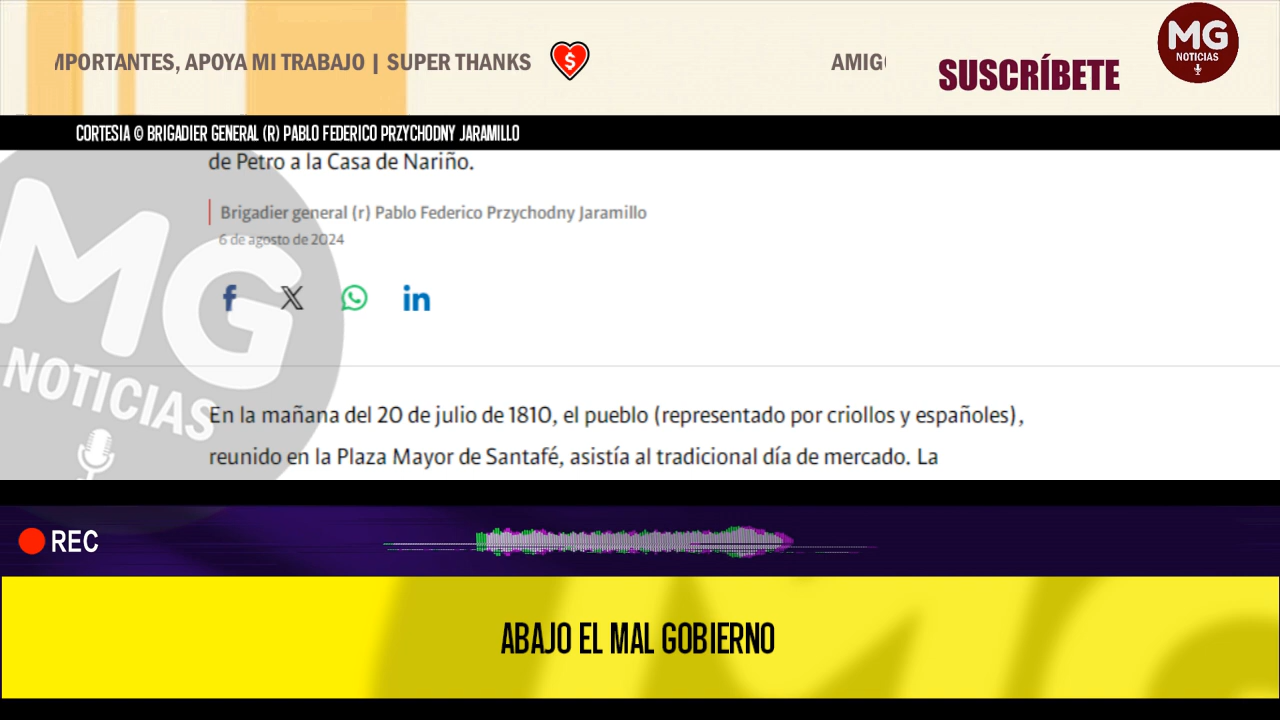 MPORTANTES, APOYA MI TRABAJO | SUPER THANKS
AMIG
SUSCRÍBETE
MG
NOTICIAS
CORTESIA © BRIGADIER GENERAL (R) PABLO FEDERICO PRZYCHODNY JARAMILLO
de Petro a la Casa de Nariño.
Brigadier general (r) Pablo Federico Przychodny Jaramillo
6 de agosto de 2024
MG
NOTICIAS
En la mañana del 20 de julio de 1810, el pueblo (representado por criollos y españoles),
reunido en la Plaza Mayor de Santafé, asistía al tradicional día de mercado. La
REC
ABAJO EL MAL GOBIERNO